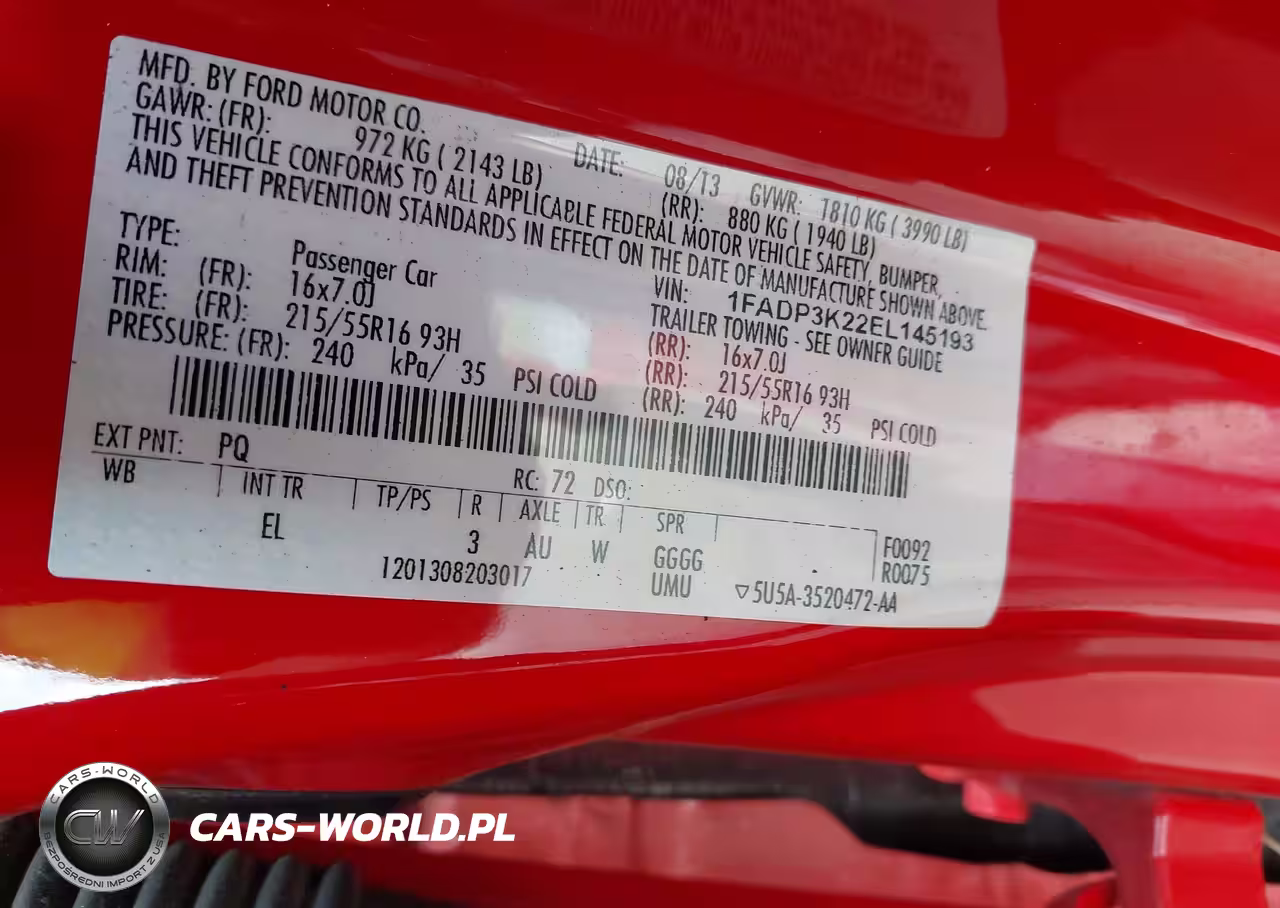 MFD. BY FORD MOTOR CO. DATE: 08/13 GVWR: 1810 KG ( 3990 LB)
GAWR: (FR): 972 KG ( 2143 LB) (RR): 880 KG ( 1940 LB)
THIS VEHICLE CONFORMS TO ALL APPLICABLE FEDERAL MOTOR VEHICLE SAFETY, BUMPER,
AND THEFT PREVENTION STANDARDS IN EFFECT ON THE DATE OF MANUFACTURE SHOWN ABOVE.
VIN: 1FADP3K22EL145193
TYPE: Passenger Car TRAILER TOWING - SEE OWNER GUIDE
RIM: (FR): 16x7.0J (RR): 16x7.0J
TIRE: (FR): 215/55R16 93H (RR): 215/55R16 93H
PRESSURE: (FR): 240 kPa/ 35 PSI COLD (RR): 240 kPa/ 35 PSI COLD
EXT PNT: PQ RC: 72 DSO:
WB INT TR TP/PS R AXLE TR SPR
EL 3 AU W GGGG F0092
UMU R0075
1201308203017 ▽5U5A-3520472-AA
CARS-WORLD
CW
BEZPOŚREDNI IMPORT Z USA
CARS-WORLD.PL